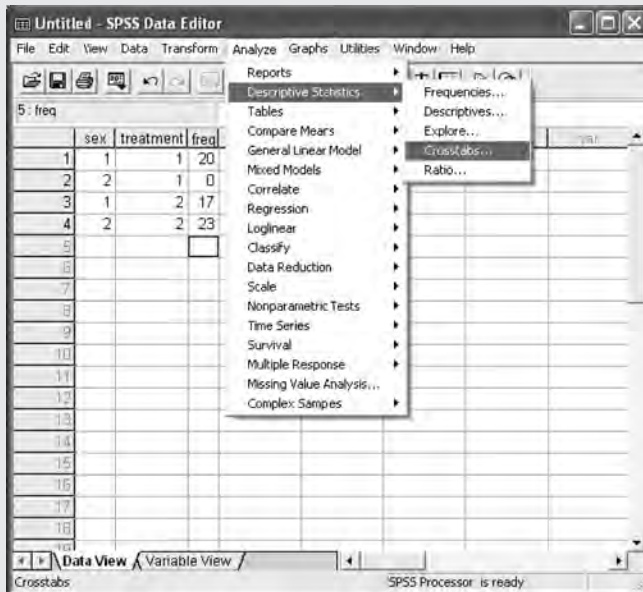 Untitled - SPSS Data Editor
File Edit View Data Transform Analyze Graphs Utilities Window Help
5 : freq
Reports
Descriptive Statistics
Tables
Compare Means
General Linear Model
Mixed Models
Correlate
Regression
Loglinear
Classify
Data Reduction
Scale
Nonparametric Tests
Time Series
Survival
Multiple Response
Missing Value Analysis...
Complex Sampes
Frequencies...
Descriptives...
Explore...
Crosstabs...
Ratio...
sex treatment freq var
1 1 1 20
2 2 1 0
3 1 2 17
4 2 2 23
5
6
7
8
9
10
11
12
13
14
15
16
17
18
19
Data View Variable View
Crosstabs SPSS Processor is ready